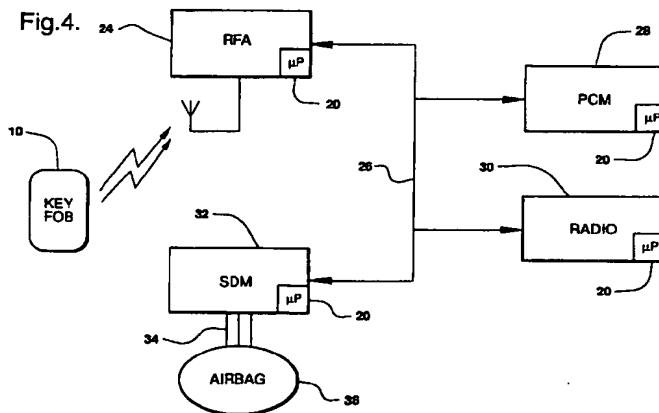 Fig.4.
24
RFA
μP
20
28
PCM
μP
20
10
KEY
FOB
26
30
RADIO
μP
20
32
SDM
μP
20
34
AIRBAG
36